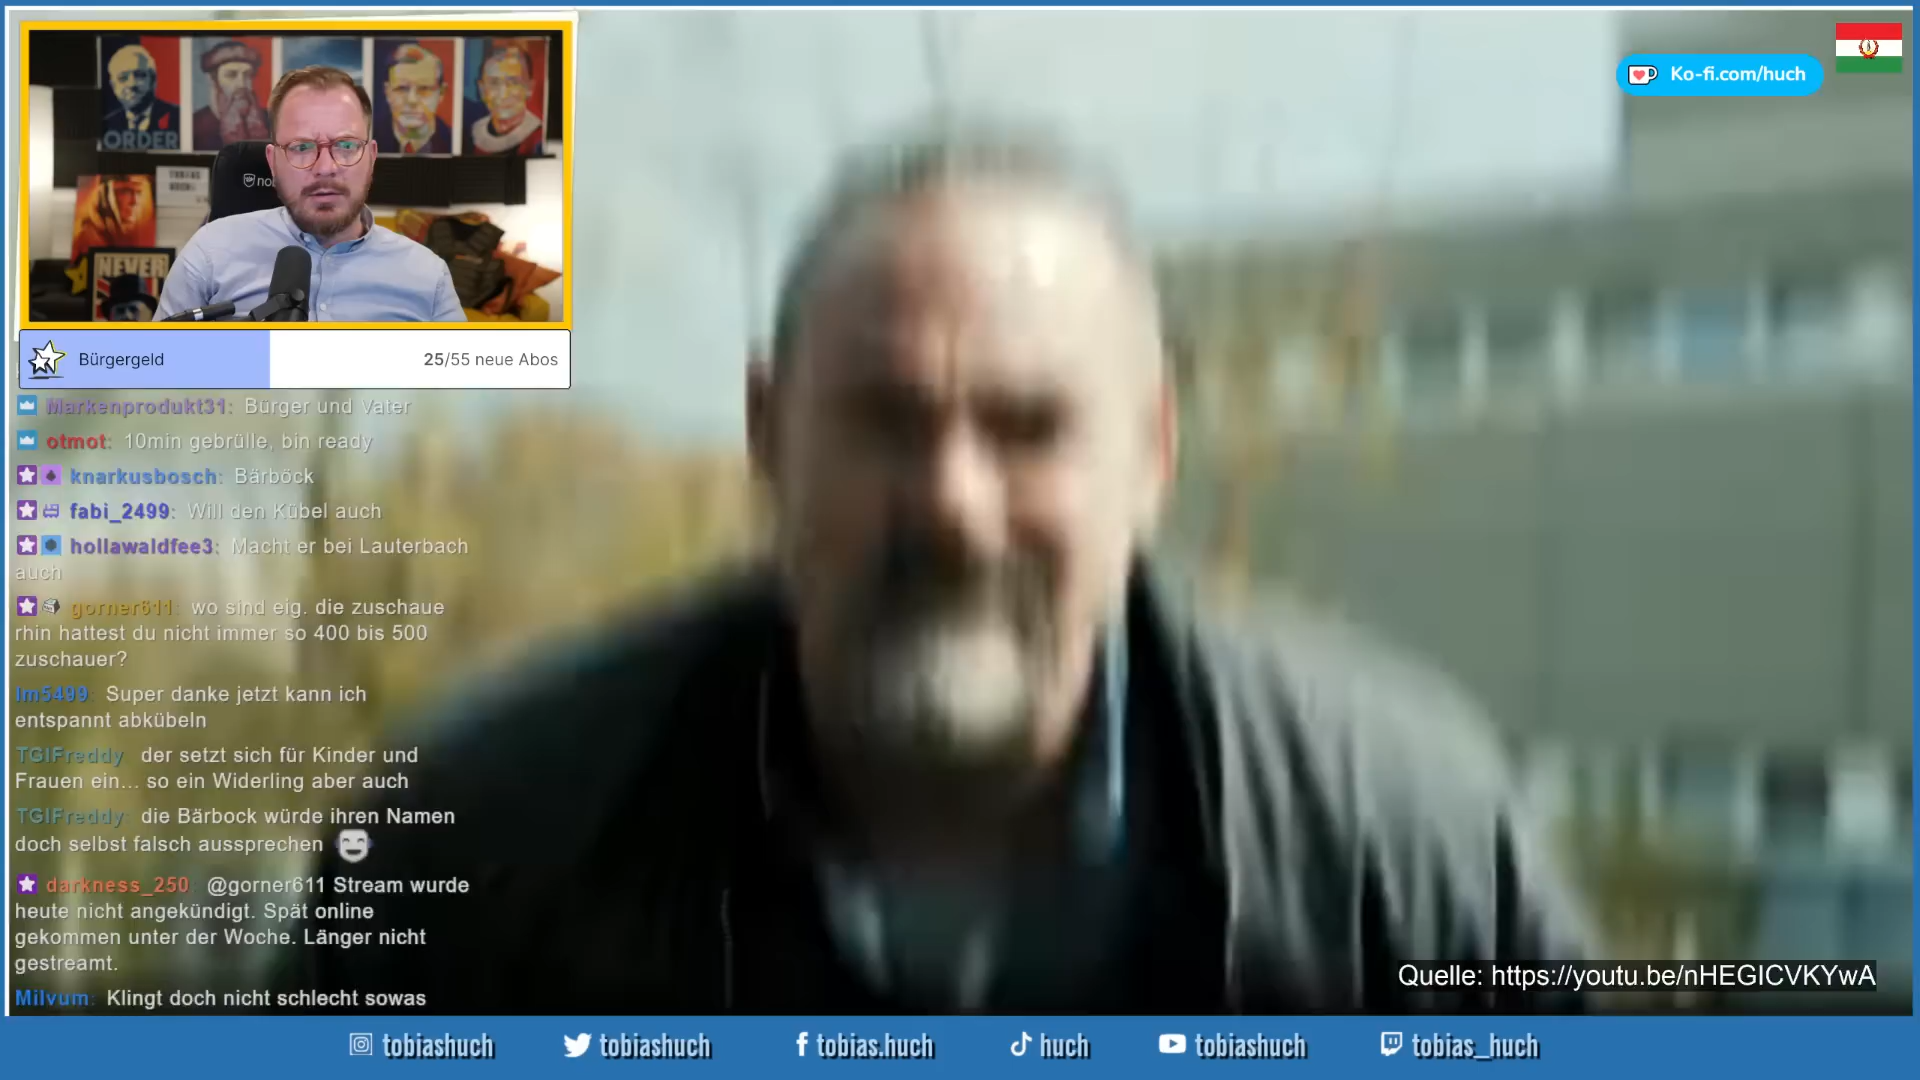 ORDER
NEVER
Ko-fi.com/huch
Bürgergeld
25/55 neue Abos
Markenprodukt31: Bürger und Vater
otmot: 10min gebrülle, bin ready
knarkusbosch: Bärböck
fabi_2499: Will den Kübel auch
hollawaldfee3: Macht er bei Lauterbach
auch
gorner611: wo sind eig. die zuschaue
rhin hattest du nicht immer so 400 bis 500
zuschauer?
lm5499: Super danke jetzt kann ich
entspannt abkübeln
TGIFreddy: der setzt sich für Kinder und
Frauen ein... so ein Widerling aber auch
TGIFreddy: die Bärbock würde ihren Namen
doch selbst falsch aussprechen
darkness_250: @gorner611 Stream wurde
heute nicht angekündigt. Spät online
gekommen unter der Woche. Länger nicht
gestreamt.
Milvum: Klingt doch nicht schlecht sowas
Quelle: https://youtu.be/nHEGICVKYwA
tobiashuch
tobiashuch
tobias.huch
huch
tobiashuch
tobias_huch